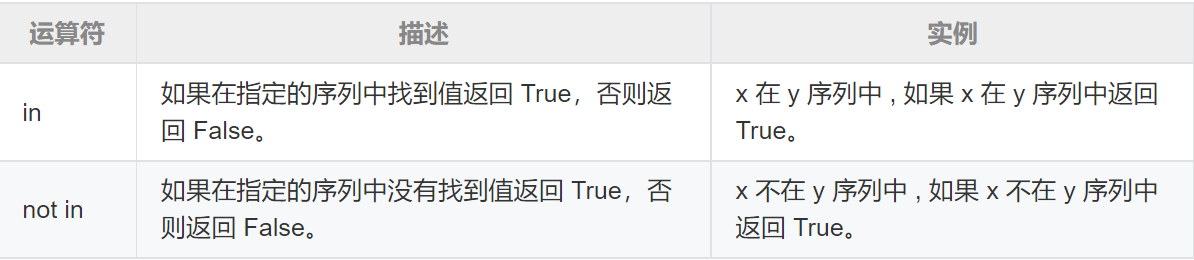 运算符 描述 实例
in
如果在指定的序列中找到值返回 True，否则返
回 False。
x 在 y 序列中 , 如果 x 在 y 序列中返回
True。
not in
如果在指定的序列中没有找到值返回 True，否
则返回 False。
x 不在 y 序列中 , 如果 x 不在 y 序列中
返回 True。